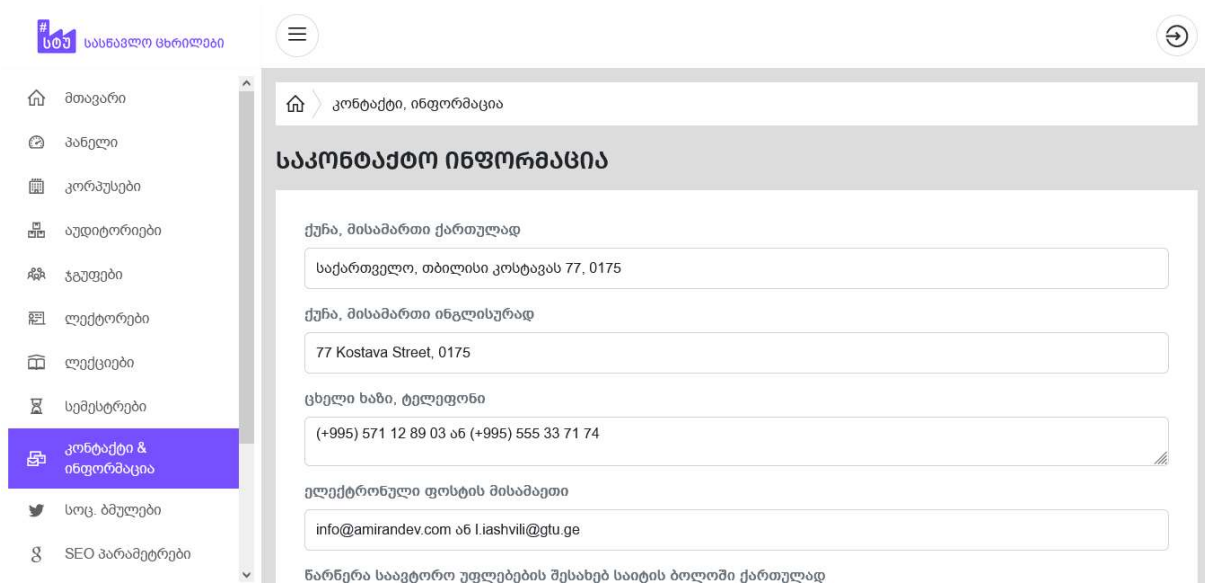 #
სტუ სასწავლო ცხრილები
მთავარი
პანელი
კორპუსები
აუდიტორიები
ჯგუფები
ლექტორები
ლექციები
სემესტრები
კონტაქტი &
ინფორმაცია
სოც. ბმულები
SEO პარამეტრები
კონტაქტი, ინფორმაცია
საკონტაქტო ინფორმაცია
ქუჩა, მისამართი ქართულად
საქართველო, თბილისი კოსტავას 77, 0175
ქუჩა, მისამართი ინგლისურად
77 Kostava Street, 0175
ცხელი ხაზი, ტელეფონი
(+995) 571 12 89 03 ან (+995) 555 33 71 74
ელექტრონული ფოსტის მისამაეთი
info@amirandev.com ან l.iashvili@gtu.ge
წარწერა საავტორო უფლებების შესახებ საიტის ბოლოში ქართულად